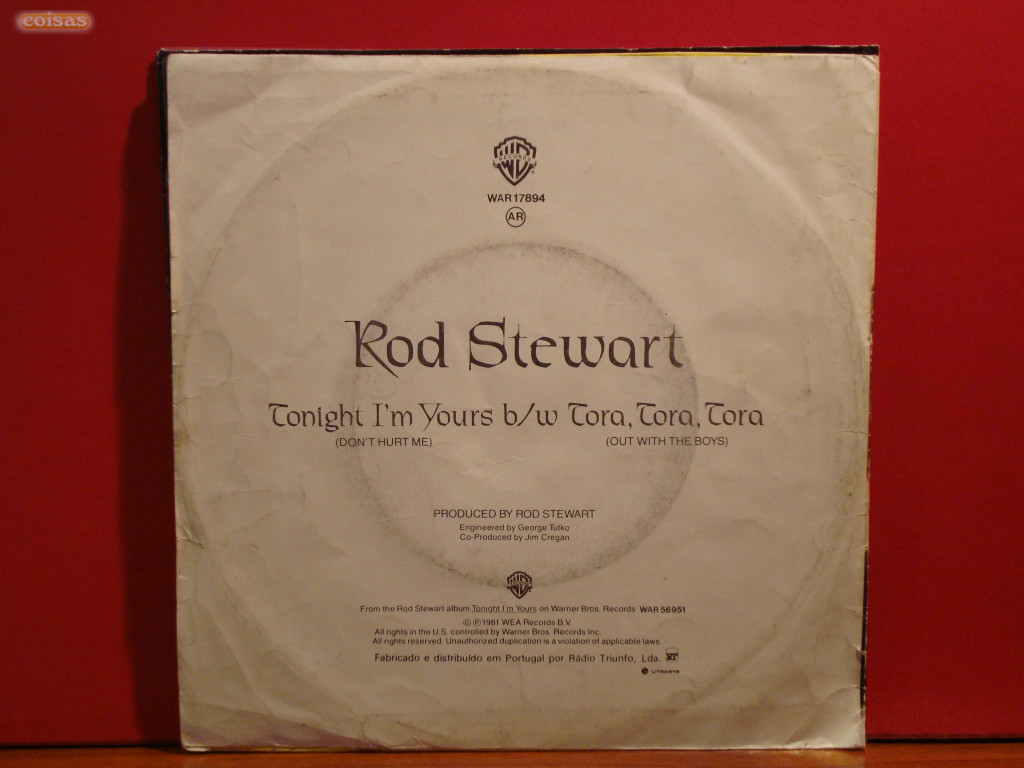 coisas
WB
RECORDS
WAR 17894
AR
Rod Stewart
Tonight I'm Yours b/w Tora, Tora, Tora
(DON'T HURT ME) (OUT WITH THE BOYS)
PRODUCED BY ROD STEWART
Engineered by George Tutko
Co-Produced by Jim Cregan
From the Rod Stewart album Tonight I'm Yours on Warner Bros. Records WAR 56951
© ℗ 1981 WEA Records B.V.
All rights in the U.S. controlled by Warner Bros. Records Inc.
All rights reserved. Unauthorized duplication is a violation of applicable laws.
Fabricado e distribuído em Portugal por Rádio Triunfo, Lda. RT